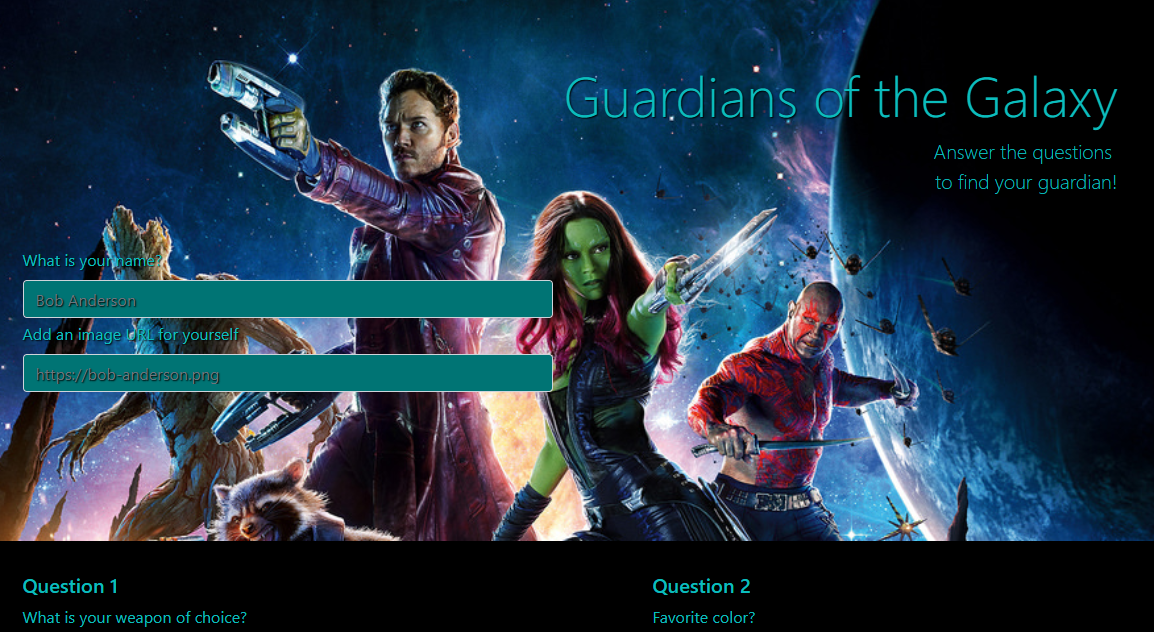 Guardians of the Galaxy
Answer the questions
to find your guardian!
What is your name?
Bob Anderson
Add an image URL for yourself
https://bob-anderson.png
Question 1
What is your weapon of choice?
Question 2
Favorite color?